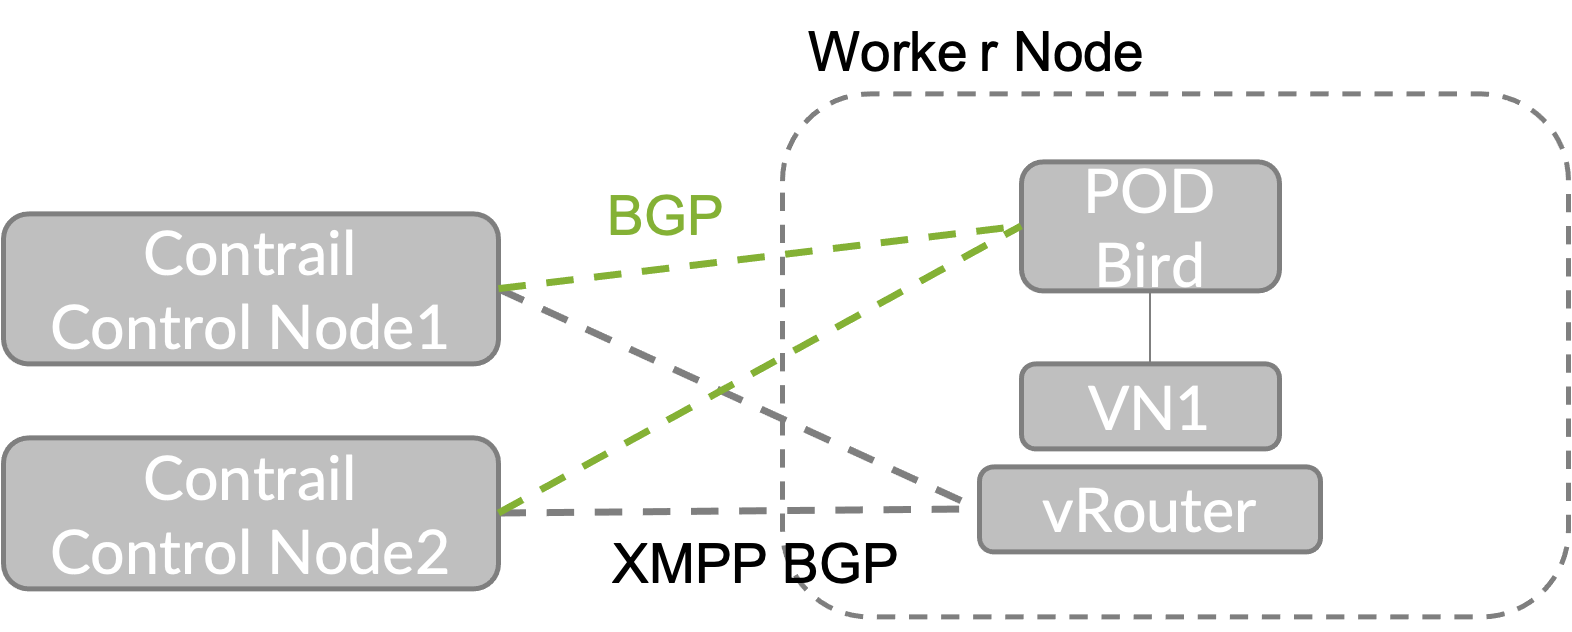 Worke r Node
POD
Bird
BGP
Contrail
Control Node1
VN1
Contrail
Control Node2
vRouter
XMPP BGP